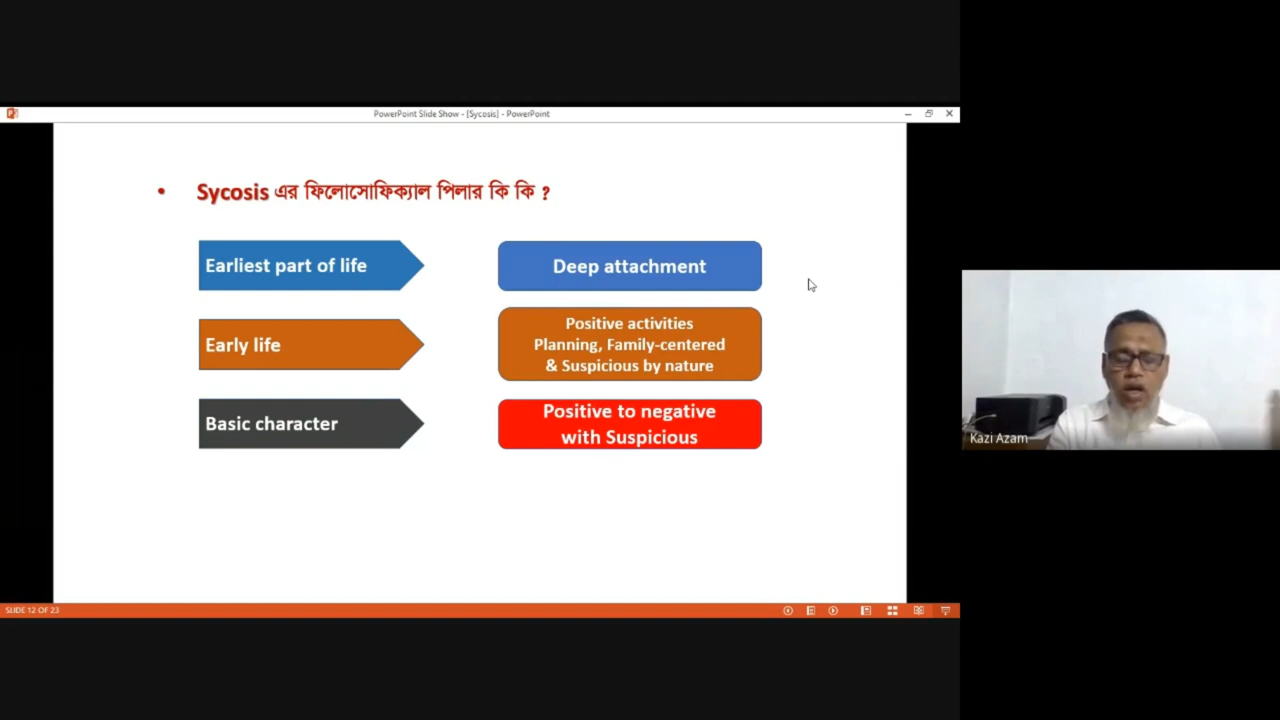 PowerPoint Slide Show - [Sycosis] - PowerPoint
• Sycosis এর ফিলোসোফিক্যাল পিলার কি কি ?
Earliest part of life
Deep attachment
Early life
Positive activities
Planning, Family-centered
& Suspicious by nature
Basic character
Positive to negative
with Suspicious
Kazi Azam
SLIDE 12 OF 23